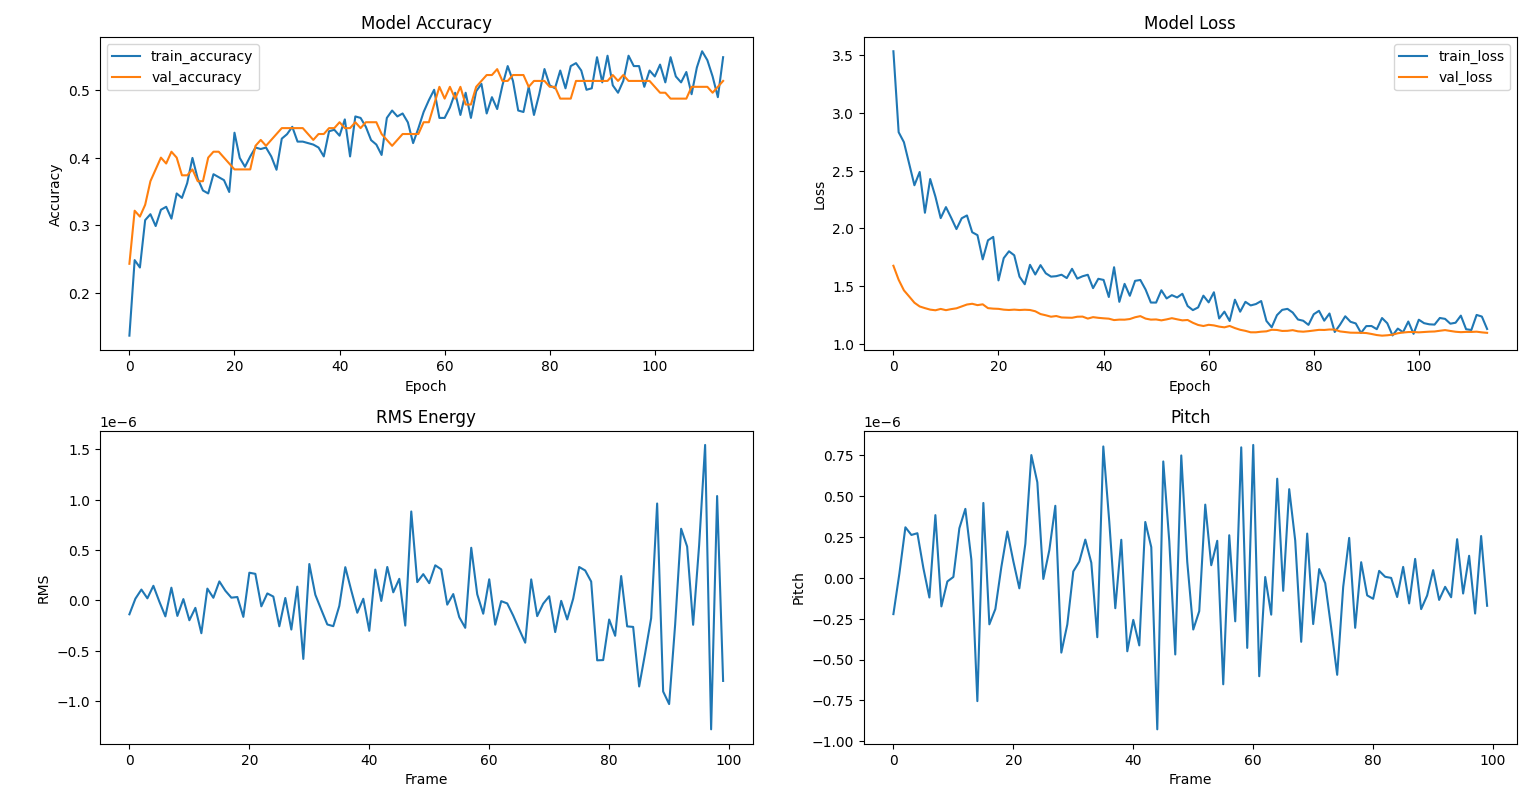 Model Accuracy
train_accuracy
val_accuracy
0.5
0.4
0.3
0.2
Accuracy
0 20 40 60 80 100
Epoch
Model Loss
train_loss
val_loss
3.5
3.0
2.5
2.0
1.5
1.0
Loss
0 20 40 60 80 100
Epoch
RMS Energy
1e−6
1.5
1.0
0.5
0.0
−0.5
−1.0
RMS
0 20 40 60 80 100
Frame
Pitch
1e−6
0.75
0.50
0.25
0.00
−0.25
−0.50
−0.75
−1.00
Pitch
0 20 40 60 80 100
Frame